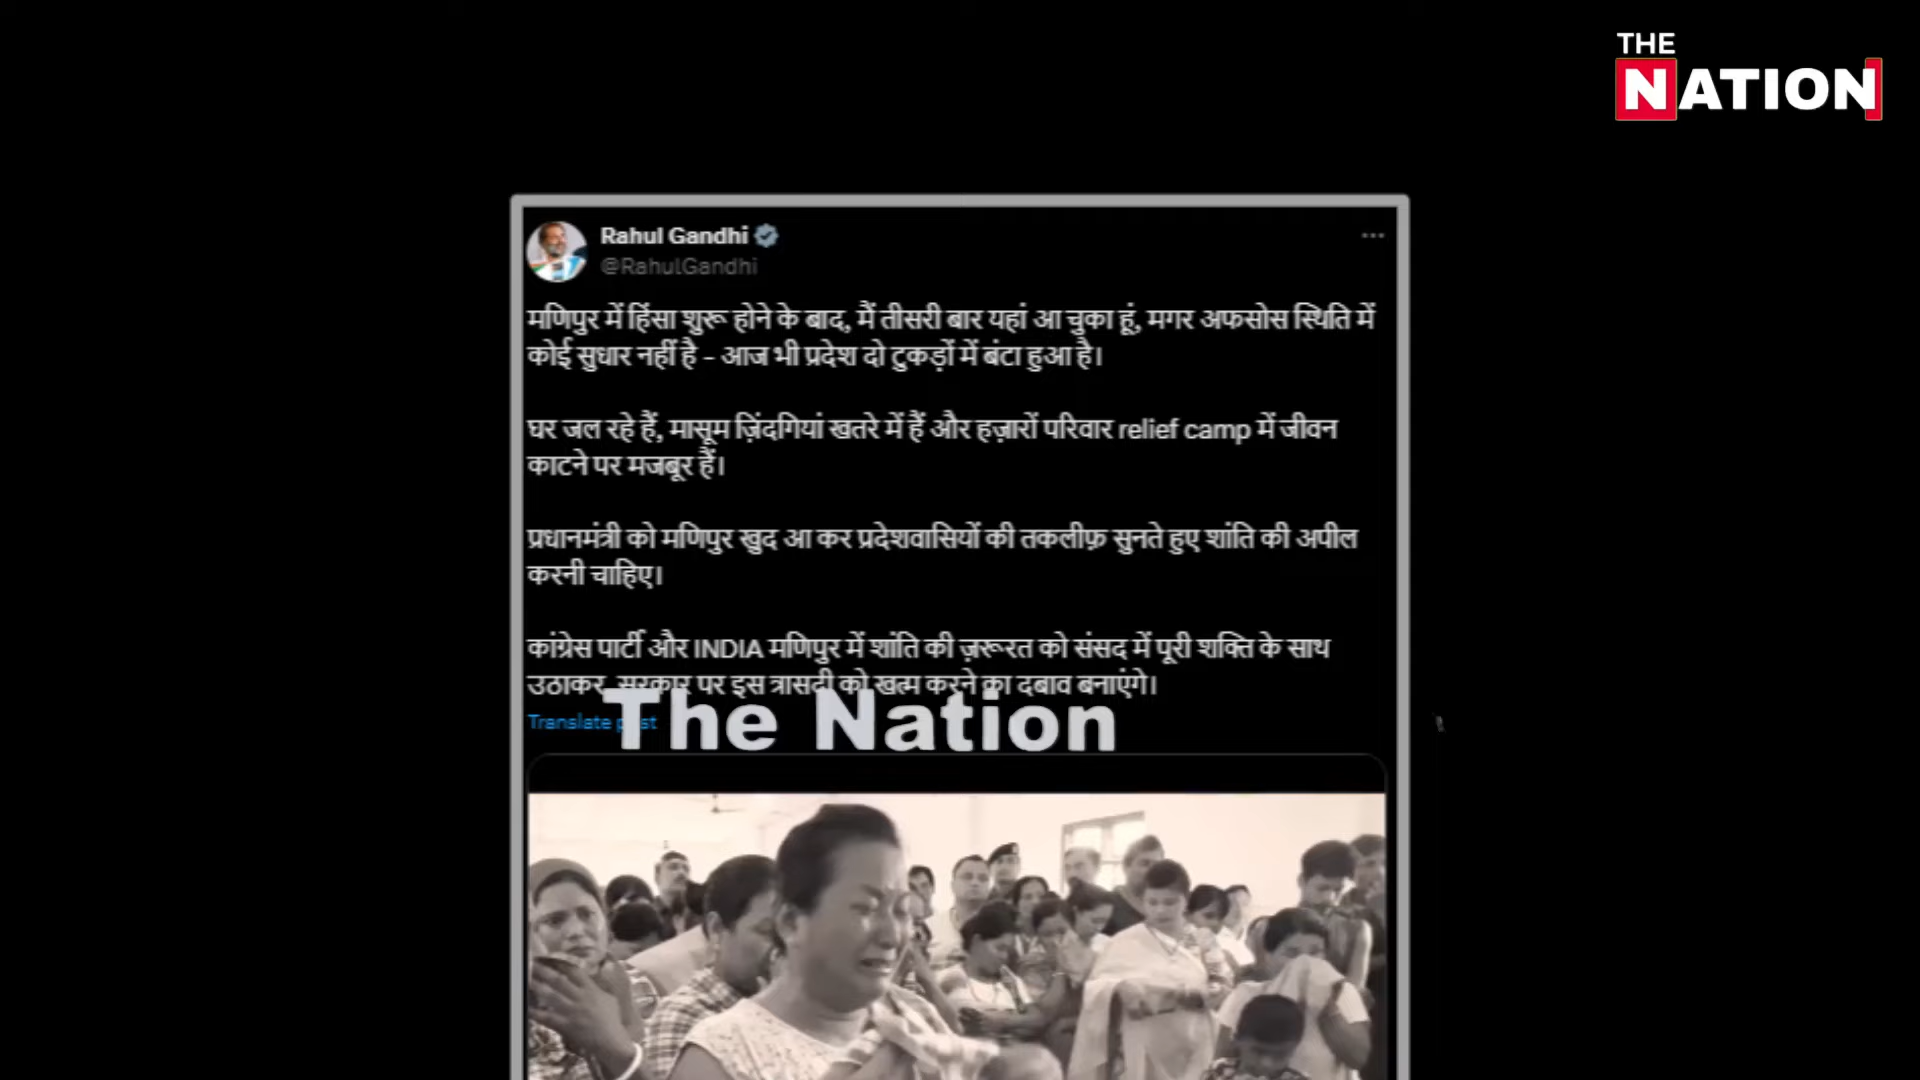 THE
NATION
Rahul Gandhi
@RahulGandhi
मणिपुर में हिंसा शुरू होने के बाद, मैं तीसरी बार यहां आ चुका हूं, मगर अफसोस स्थिति में
कोई सुधार नहीं है - आज भी प्रदेश दो टुकड़ों में बंटा हुआ है।
घर जल रहे हैं, मासूम ज़िंदगियां खतरे में हैं और हज़ारों परिवार relief camp में जीवन
काटने पर मजबूर हैं।
प्रधानमंत्री को मणिपुर खुद आ कर प्रदेशवासियों की तकलीफ़ सुनते हुए शांति की अपील
करनी चाहिए।
कांग्रेस पार्टी और INDIA मणिपुर में शांति की ज़रूरत को संसद में पूरी शक्ति के साथ
उठाकर, सरकार पर इस त्रासदी को खत्म करने का दबाव बनाएंगे।
Translate post
The Nation